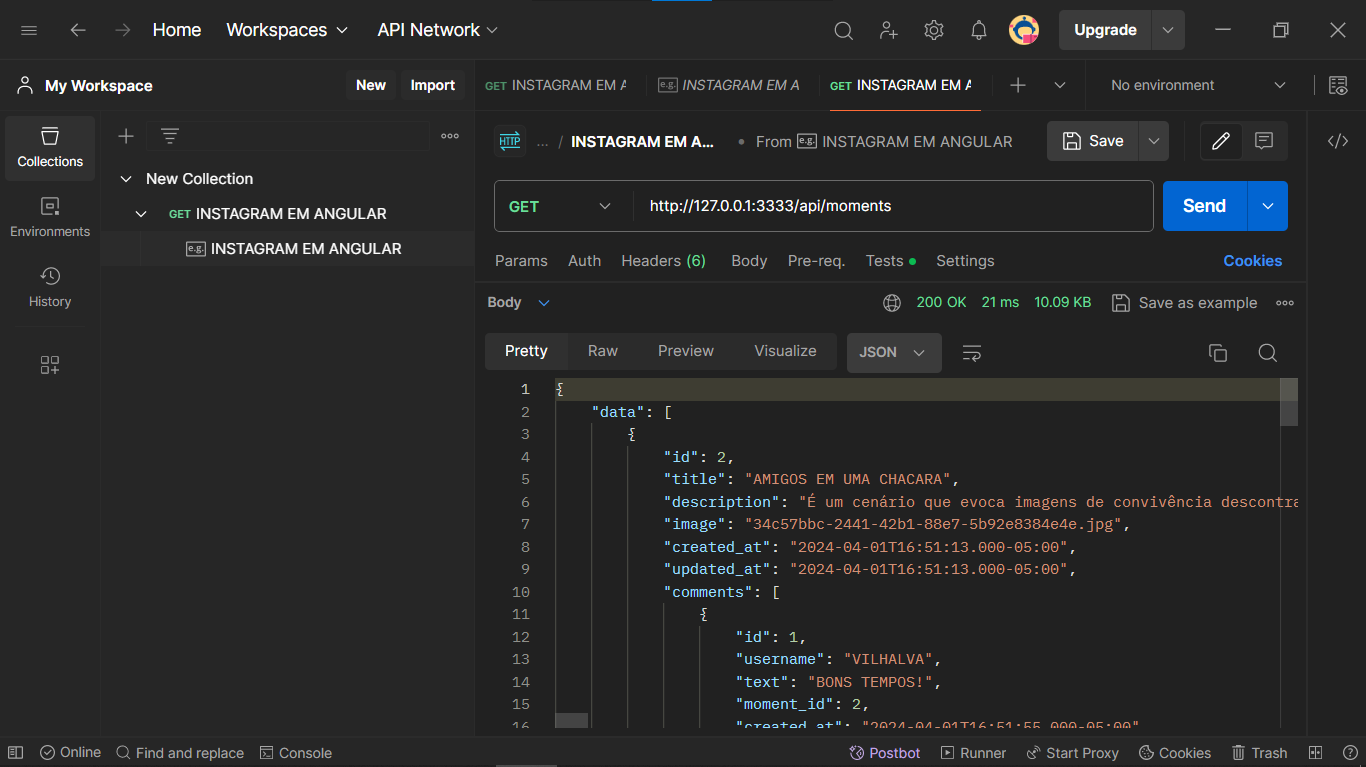 Home Workspaces API Network Upgrade
My Workspace New Import GET INSTAGRAM EM A e.g. INSTAGRAM EM A GET INSTAGRAM EM A No environment
Collections
Environments
History
New Collection
GET INSTAGRAM EM ANGULAR
e.g. INSTAGRAM EM ANGULAR
HTTP ... / INSTAGRAM EM A... • From e.g. INSTAGRAM EM ANGULAR Save
GET http://127.0.0.1:3333/api/moments Send
Params Auth Headers (6) Body Pre-req. Tests Settings Cookies
Body 200 OK 21 ms 10.09 KB Save as example
Pretty Raw Preview Visualize JSON
1 {
2 "data": [
3 {
4 "id": 2,
5 "title": "AMIGOS EM UMA CHACARA",
6 "description": "É um cenário que evoca imagens de convivência descontra
7 "image": "34c57bbc-2441-42b1-88e7-5b92e8384e4e.jpg",
8 "created_at": "2024-04-01T16:51:13.000-05:00",
9 "updated_at": "2024-04-01T16:51:13.000-05:00",
10 "comments": [
11 {
12 "id": 1,
13 "username": "VILHALVA",
14 "text": "BONS TEMPOS!",
15 "moment_id": 2,
16 "created_at": "2024-04-01T16:51:55.000-05:00"
Online Find and replace Console Postbot Runner Start Proxy Cookies Trash